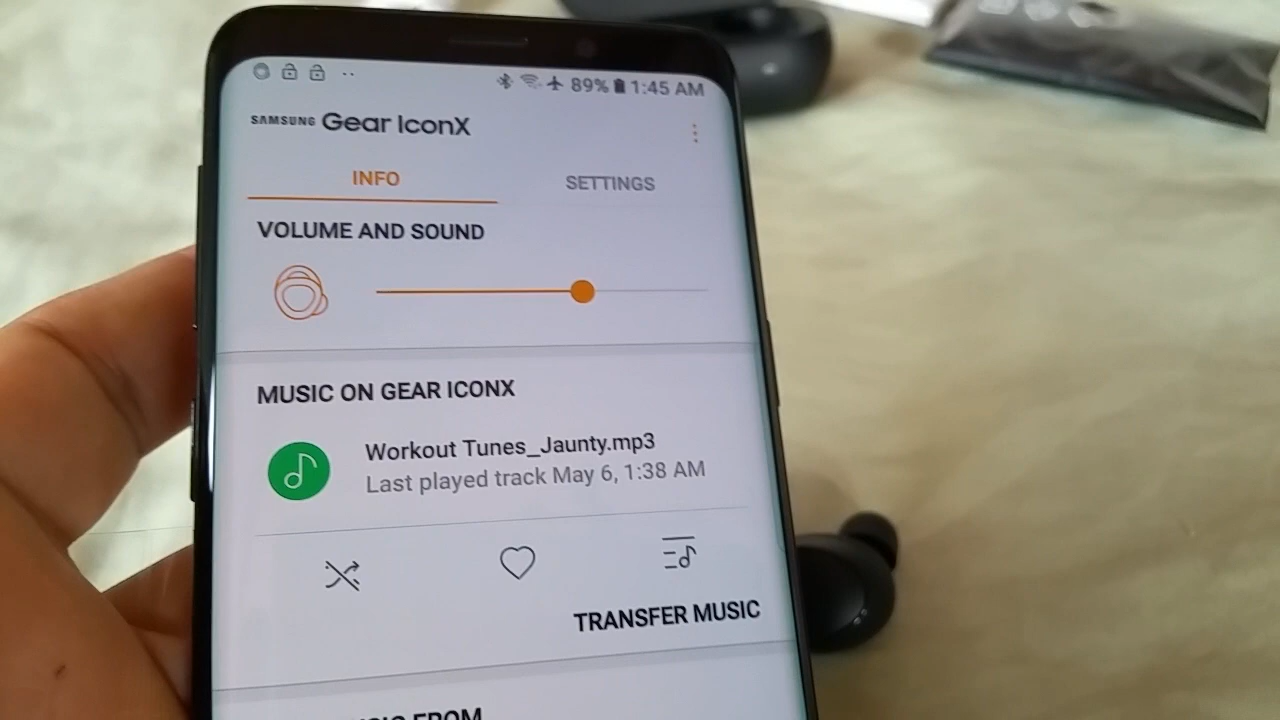 89% 1:45 AM
SAMSUNG Gear IconX
INFO
SETTINGS
VOLUME AND SOUND
MUSIC ON GEAR ICONX
Workout Tunes_Jaunty.mp3
Last played track May 6, 1:38 AM
TRANSFER MUSIC
FROM